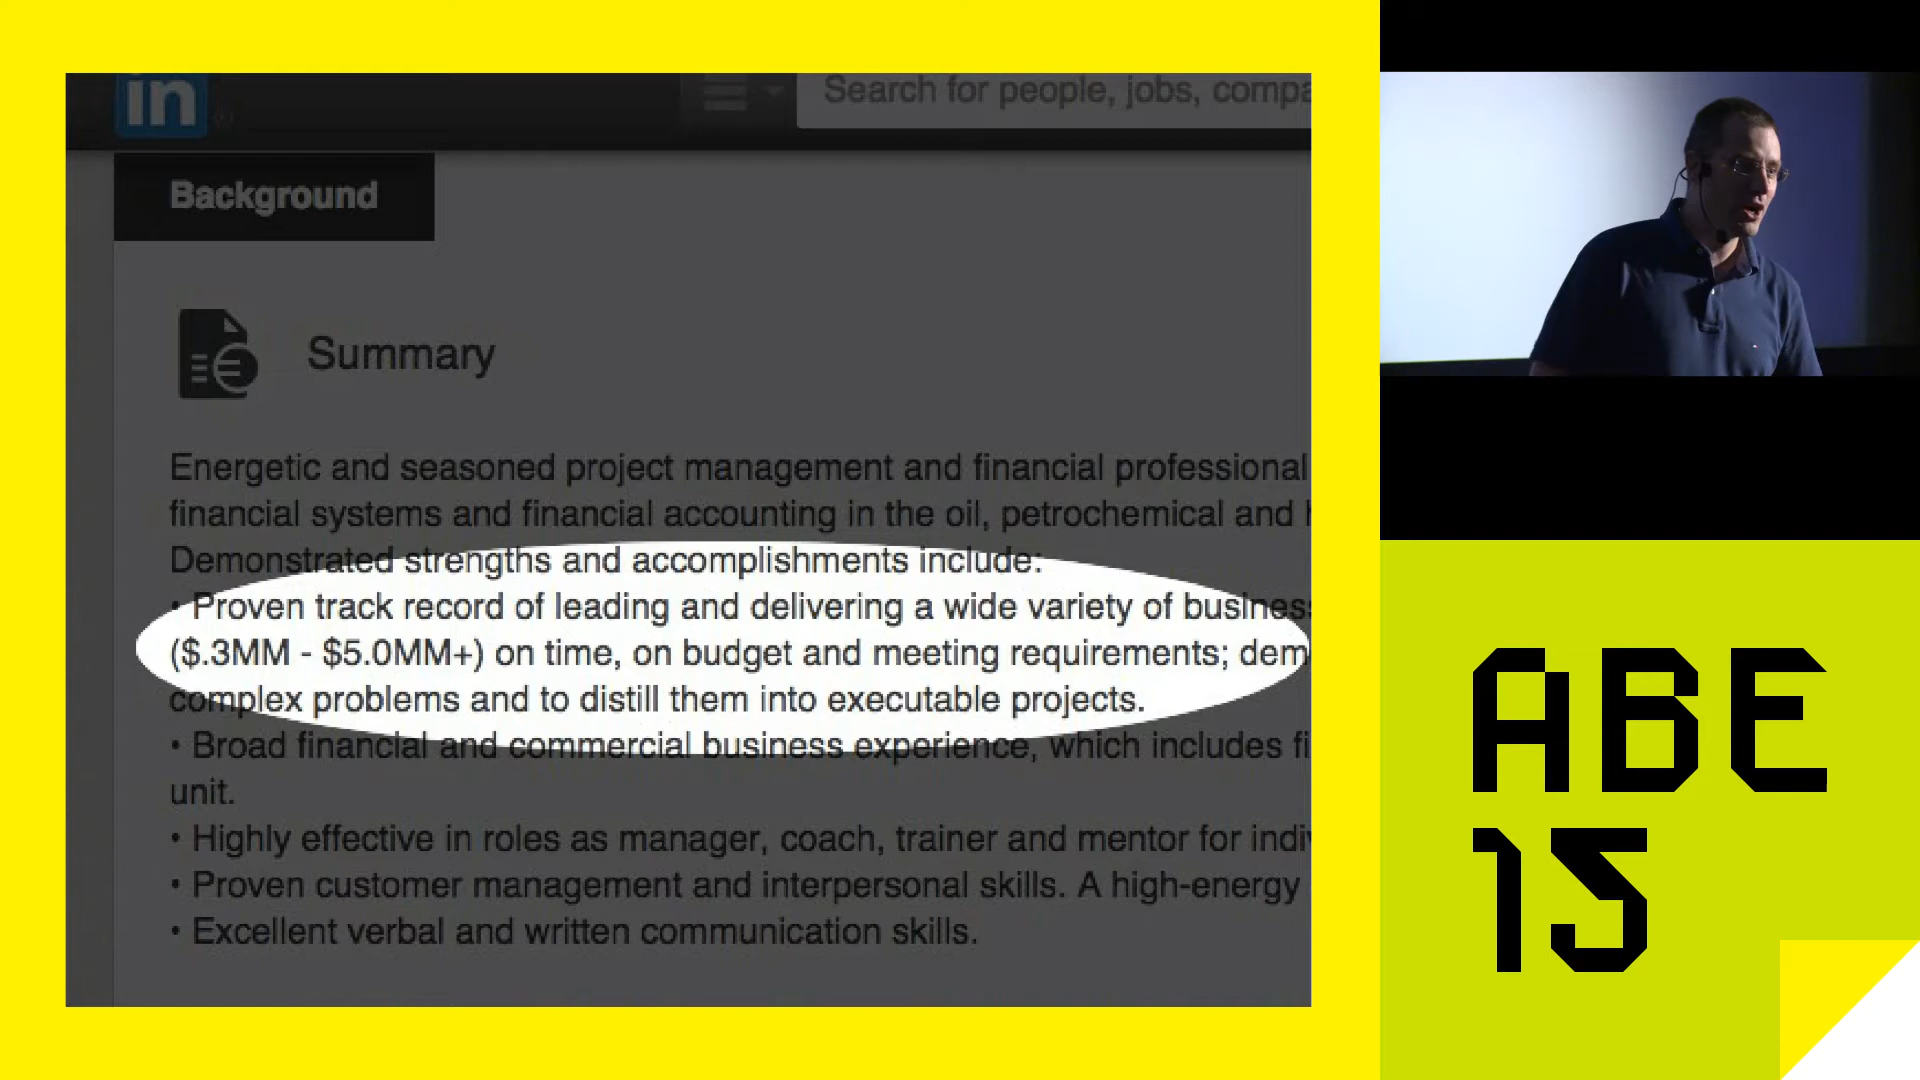 in
Search for people, jobs, compa
Background
Summary
Energetic and seasoned project management and financial professional
financial systems and financial accounting in the oil, petrochemical and
Demonstrated strengths and accomplishments include:
• Proven track record of leading and delivering a wide variety of business
($.3MM - $5.0MM+) on time, on budget and meeting requirements; dem
complex problems and to distill them into executable projects.
• Broad financial and commercial business experience, which includes fi
unit.
• Highly effective in roles as manager, coach, trainer and mentor for indiv
• Proven customer management and interpersonal skills. A high-energy
• Excellent verbal and written communication skills.
ABE
15